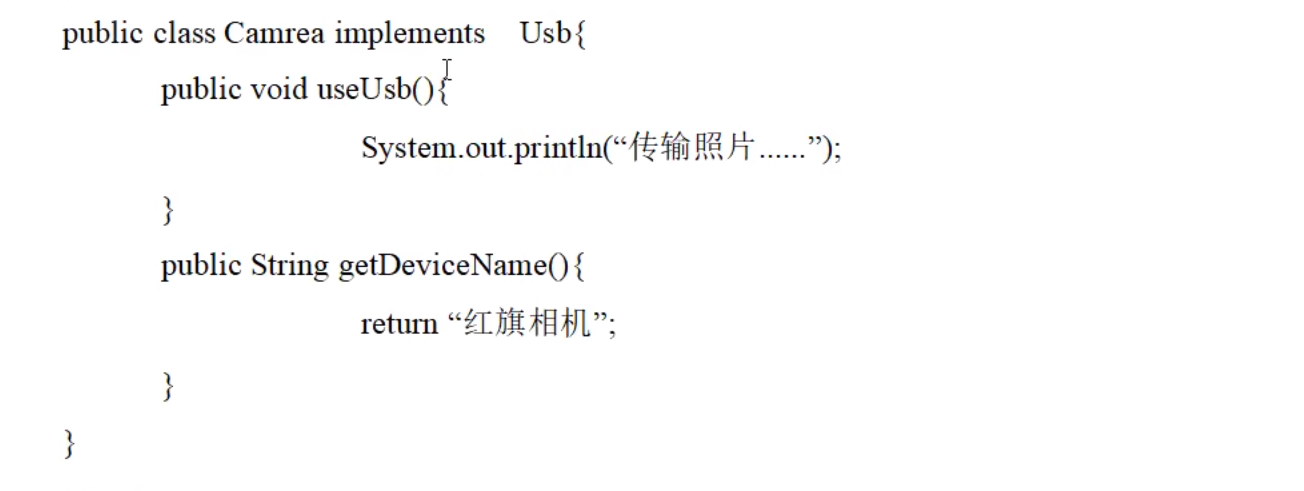 public class Camrea implements Usb{
public void useUsb(){
System.out.println(“传输照片......”);
}
public String getDeviceName(){
return “红旗相机”;
}
}